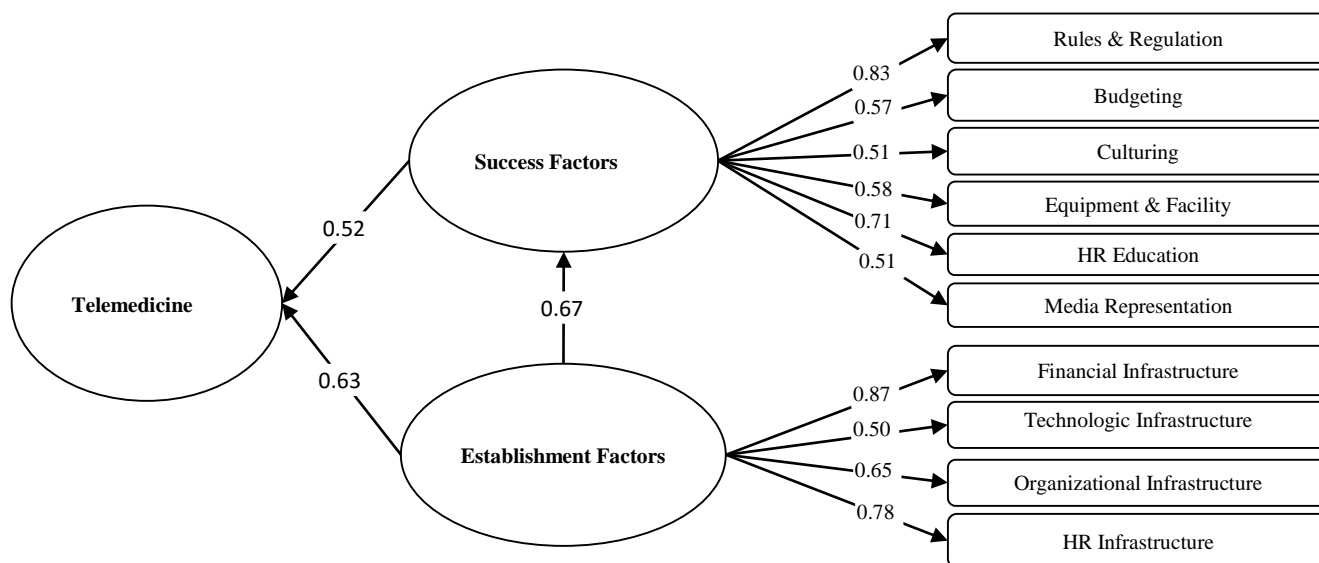 Rules & Regulation
0.83
Budgeting
0.57
Success Factors
0.51
Culturing
0.58
Equipment & Facility
0.71
HR Education
0.52
0.51
Telemedicine
0.67
Media Representation
0.63
Financial Infrastructure
0.87
Technologic Infrastructure
0.50
Establishment Factors
0.65
Organizational Infrastructure
0.78
HR Infrastructure